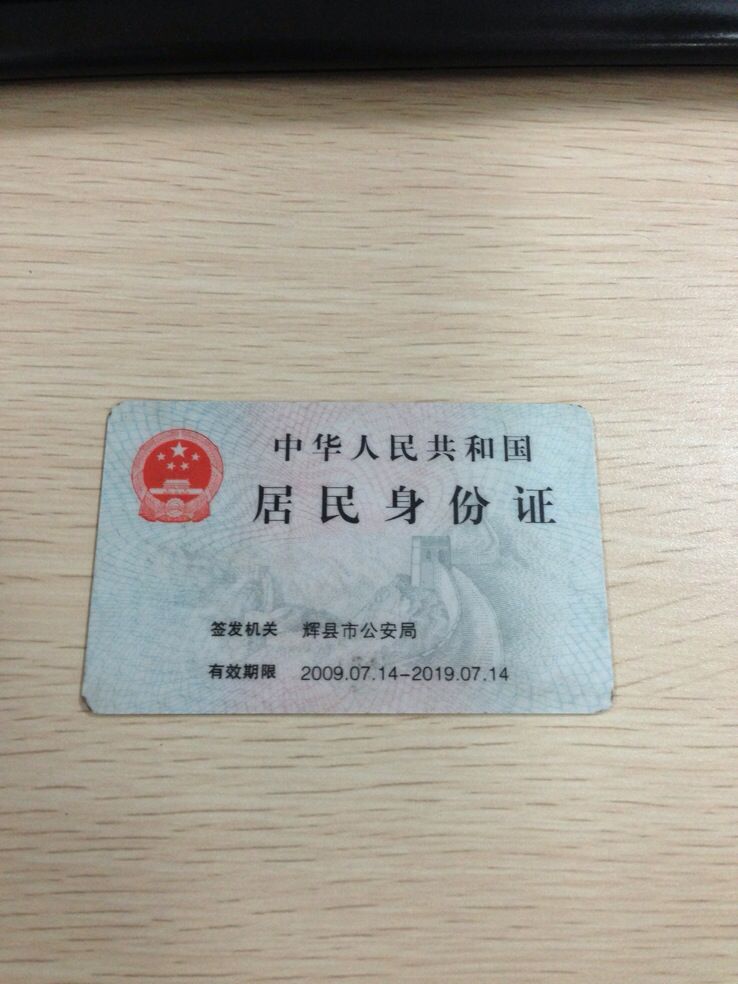 中华人民共和国
居民身份证
签发机关 辉县市公安局
有效期限 2009.07.14-2019.07.14